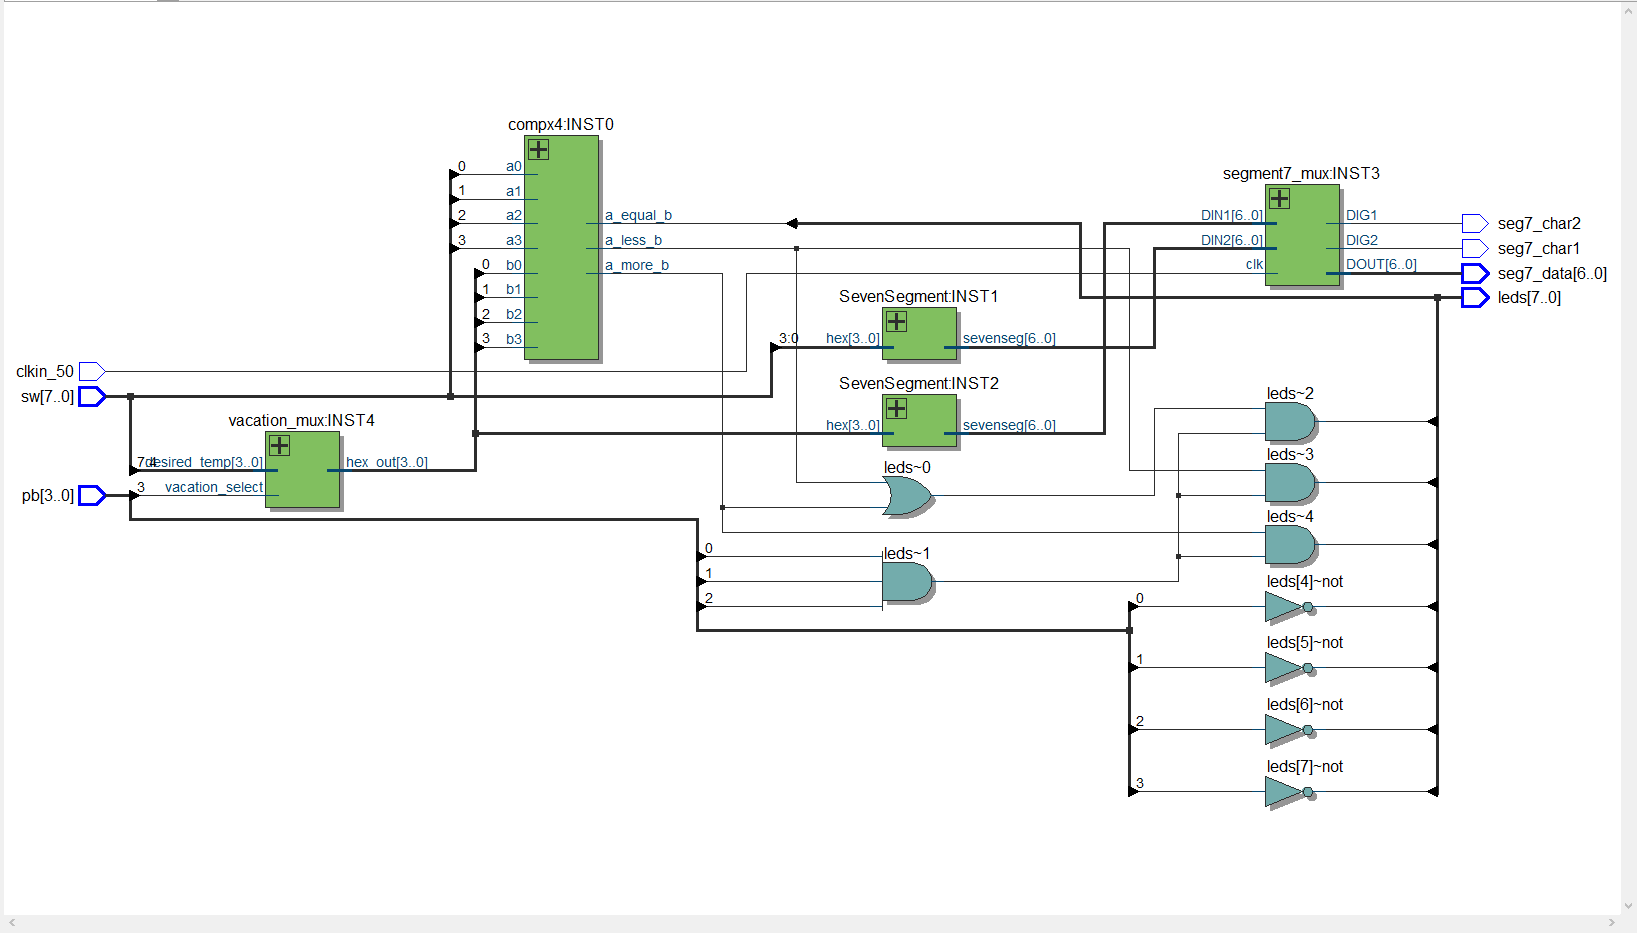 compx4:INST0
0 a0
1 a1
2 a2
3 a3
0 b0
1 b1
2 b2
3 b3
a_equal_b
a_less_b
a_more_b
segment7_mux:INST3
DIN1[6..0]
DIN2[6..0]
clk
DIG1
DIG2
DOUT[6..0]
seg7_char2
seg7_char1
seg7_data[6..0]
leds[7..0]
SevenSegment:INST1
3:0 hex[3..0]
sevenseg[6..0]
SevenSegment:INST2
hex[3..0]
sevenseg[6..0]
clkin_50
sw[7..0]
pb[3..0]
vacation_mux:INST4
7:4 desired_temp[3..0]
3 vacation_select
hex_out[3..0]
leds~0
leds~1
0
1
2
leds~2
leds~3
leds~4
leds[4]~not
0
leds[5]~not
1
leds[6]~not
2
leds[7]~not
3